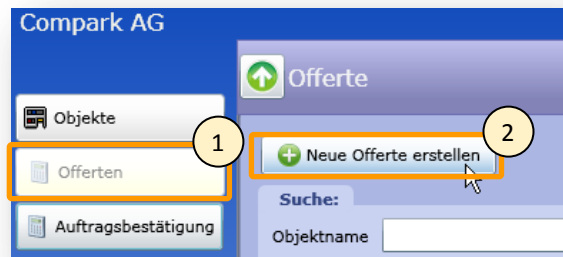 Compark AG
Offerte
Objekte
1
Offerten
Auftragsbestätigung
2
Neue Offerte erstellen
Suche:
Objektname